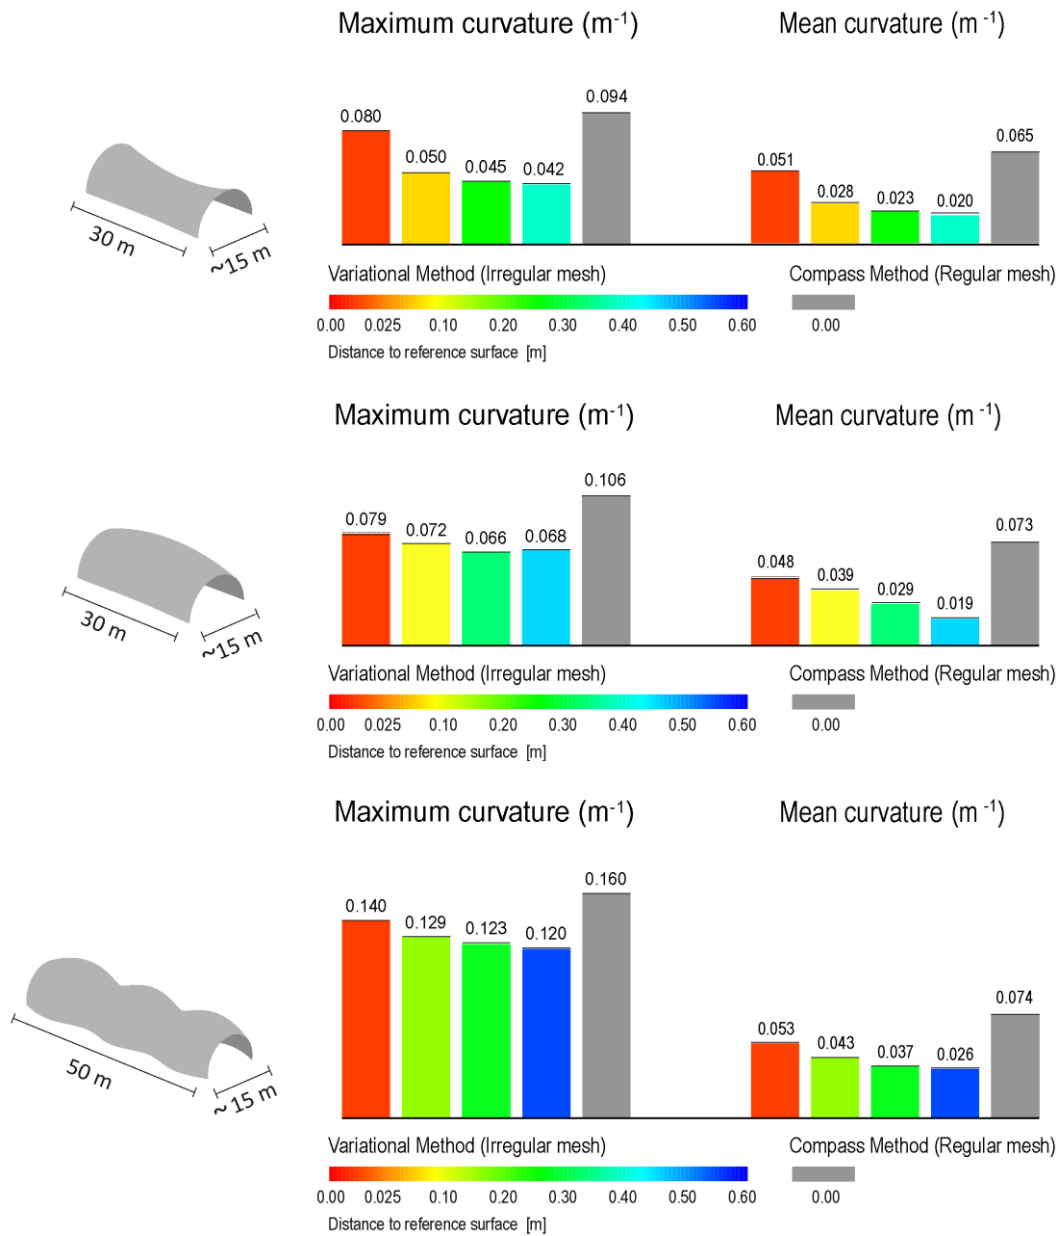 Maximum curvature (m-1) Mean curvature (m -1)
0.094
0.080
0.065
0.050 0.045 0.042 0.051
0.028 0.023 0.020
30 m ~15 m
Variational Method (Irregular mesh) Compass Method (Regular mesh)
0.00 0.025 0.10 0.20 0.30 0.40 0.50 0.60 0.00
Distance to reference surface [m]
Maximum curvature (m-1) Mean curvature (m -1)
0.106
0.079 0.072 0.066 0.068 0.073
0.048 0.039 0.029 0.019
30 m ~15 m
Variational Method (Irregular mesh) Compass Method (Regular mesh)
0.00 0.025 0.10 0.20 0.30 0.40 0.50 0.60 0.00
Distance to reference surface [m]
Maximum curvature (m-1) Mean curvature (m -1)
0.160
0.140 0.129 0.123 0.120
0.074
0.053 0.043 0.037 0.026
50 m ~ 15 m
Variational Method (Irregular mesh) Compass Method (Regular mesh)
0.00 0.025 0.10 0.20 0.30 0.40 0.50 0.60 0.00
Distance to reference surface [m]